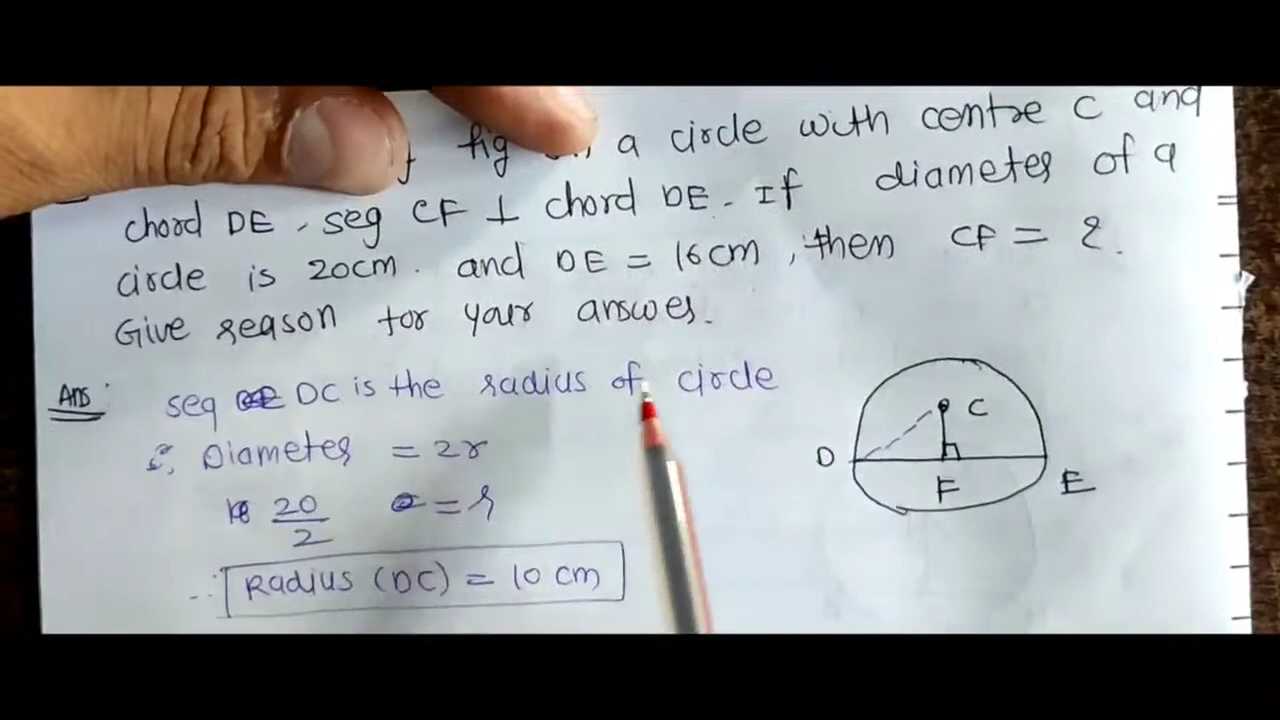 fig a circle with centre C and
chord DE. seg CF ⊥ chord DE. If diameter of a
circle is 20cm. and DE = 16cm, then CF = ?.
Give reason for your answer.
Ans: seg DC is the radius of circle
∴ Diameter = 2r
20/2 = r
∴ Radius (DC) = 10 cm
C
D
F
E